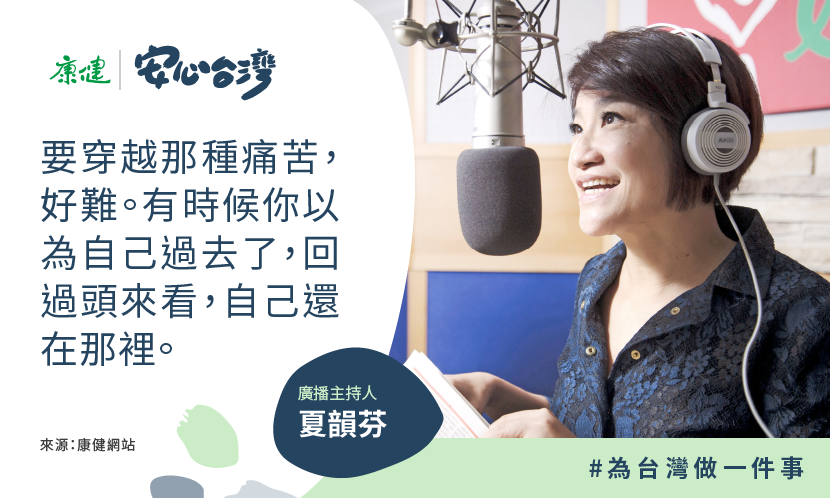 康健 安心台灣
要穿越那種痛苦，
好難。有時候你以
為自己過去了，回
過頭來看，自己還
在那裡。
廣播主持人
夏韻芬
來源：康健網站
#為台灣做一件事
AKG